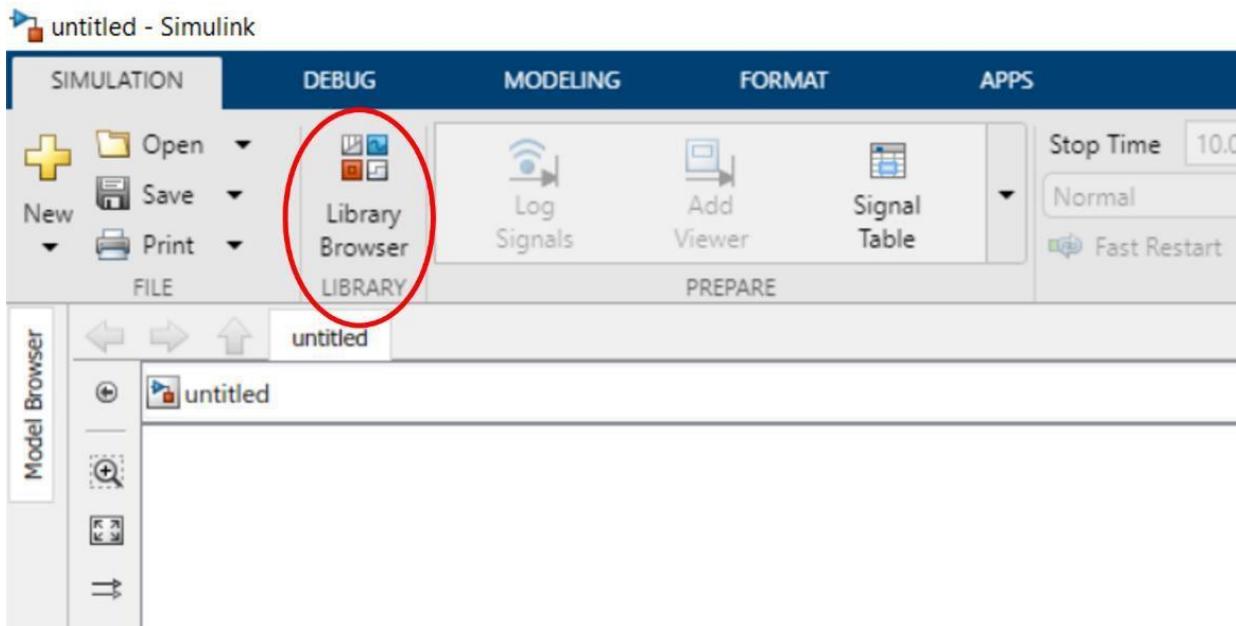 untitled - Simulink
SIMULATION DEBUG MODELING FORMAT APPS
New
Open
Save
Print
FILE
Library
Browser
LIBRARY
Log
Signals
Add
Viewer
Signal
Table
PREPARE
Stop Time
Normal
Fast Restart
Model Browser
untitled
untitled